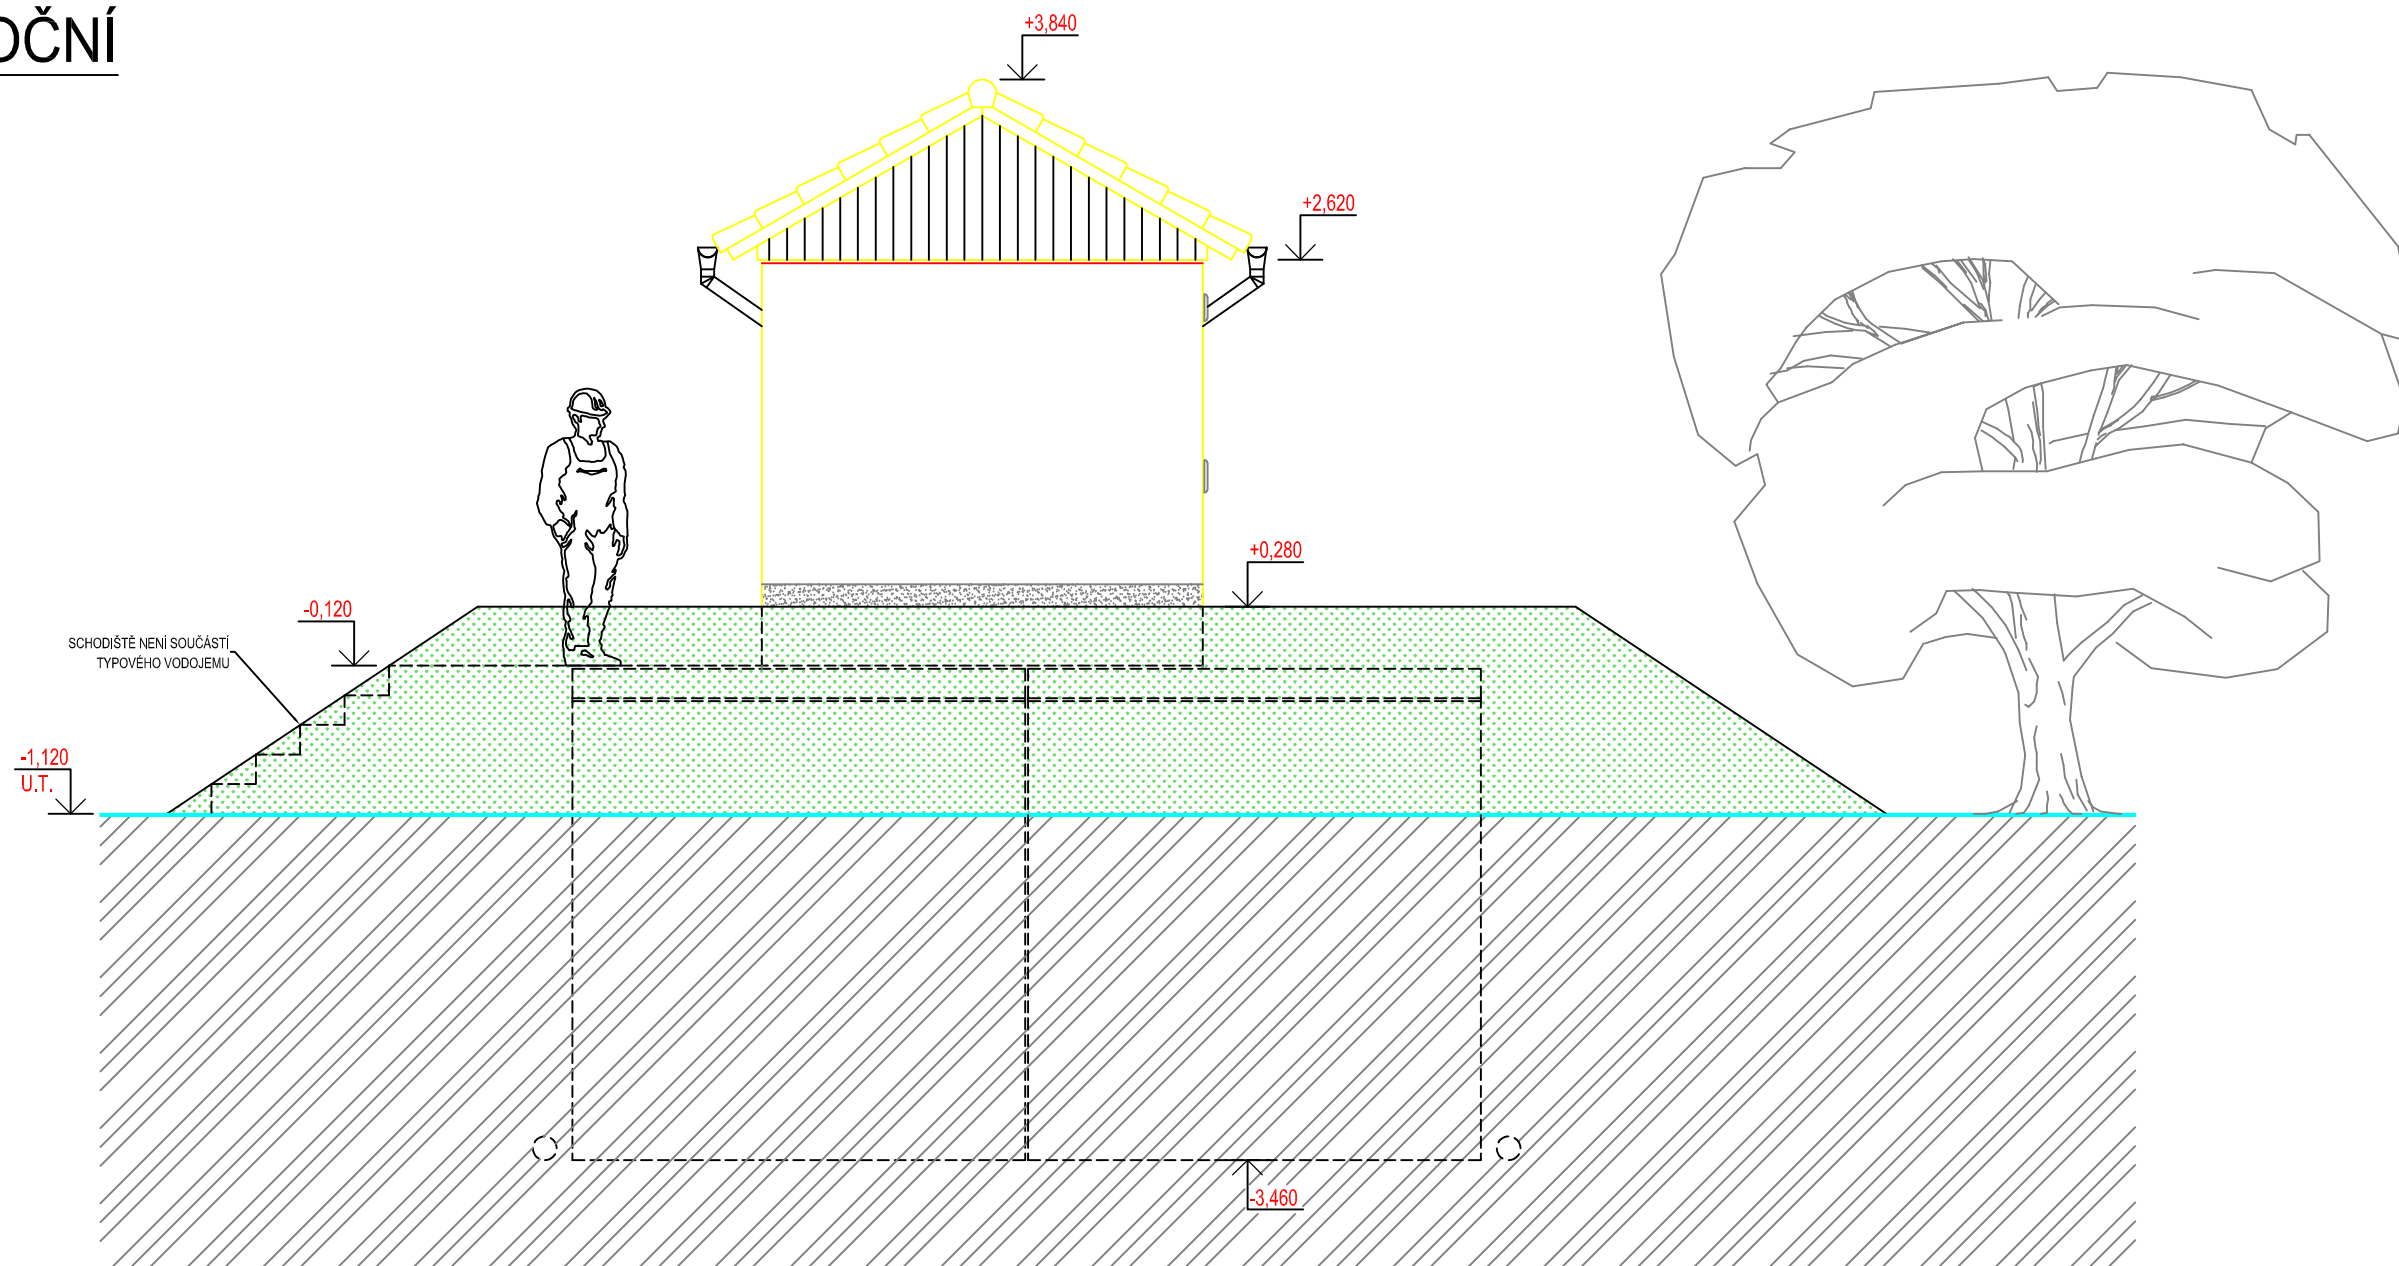 OČNÍ
+3,840
+2,620
+0,280
-0,120
SCHODIŠTĚ NENÍ SOUČÁSTÍ
TYPOVÉHO VODOJEMU
-1,120
U.T.
-3,460